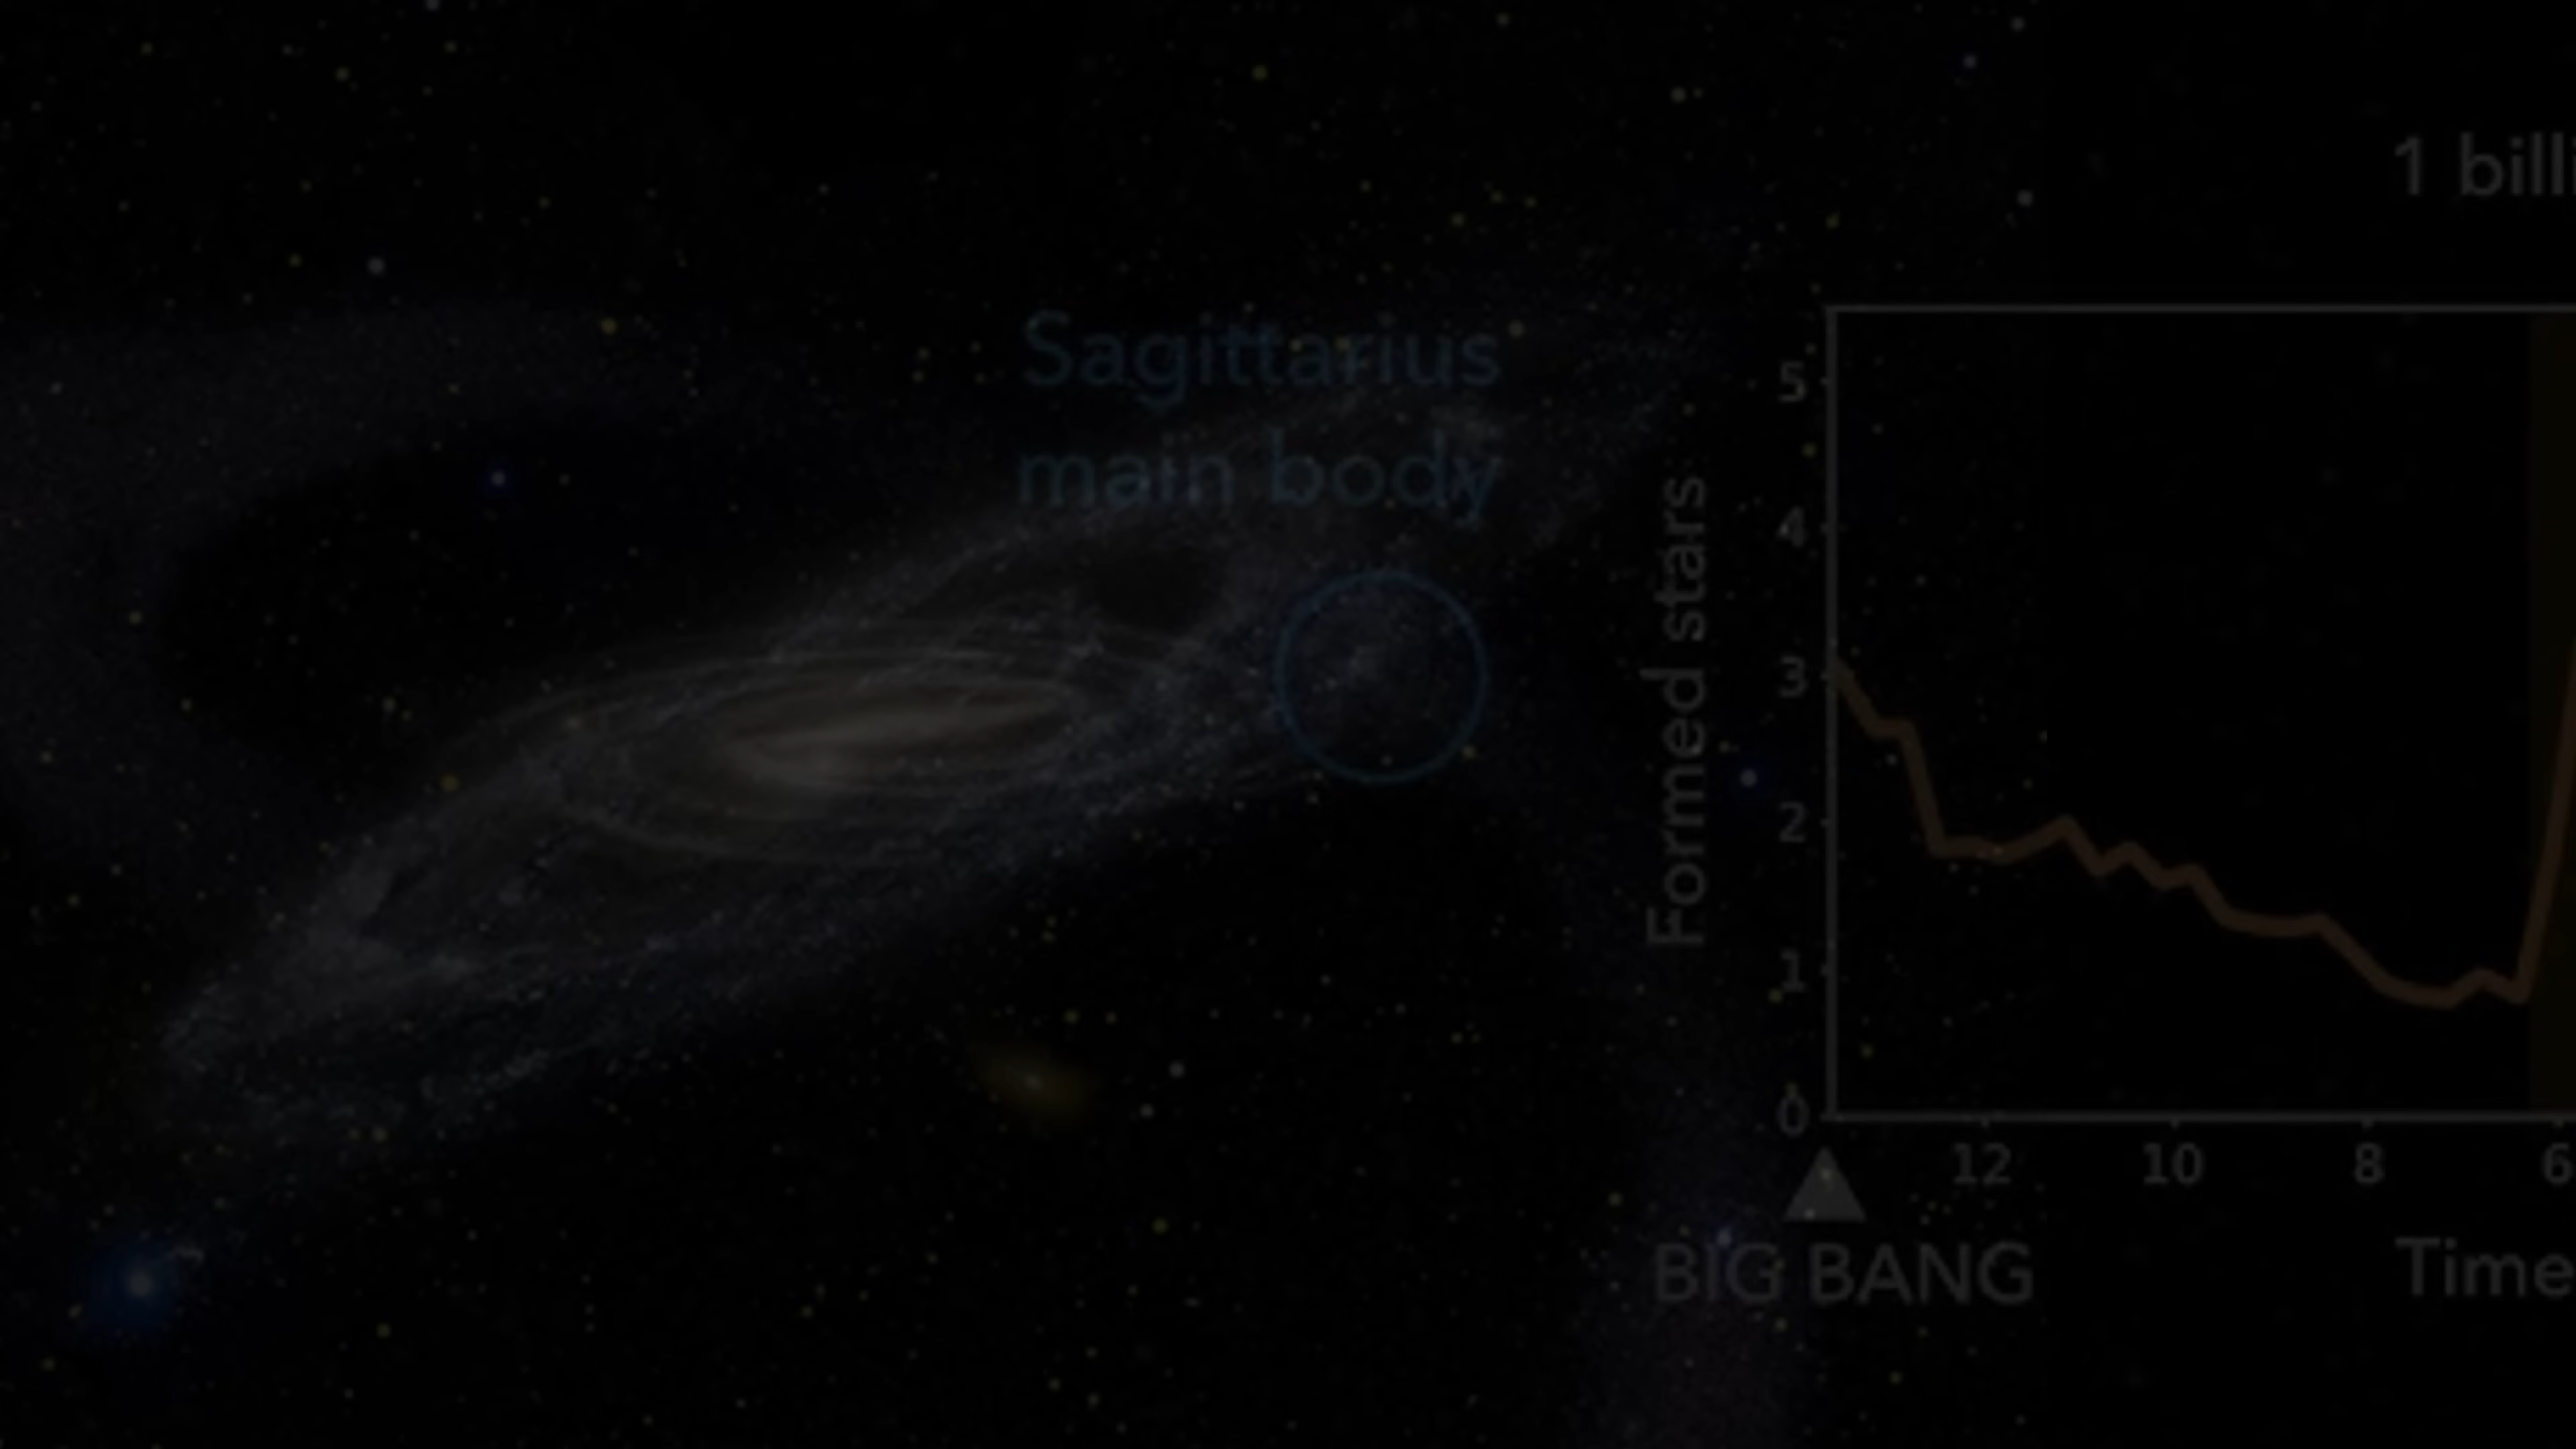 Sagittarius
main body
1 billi
Formed stars
5
4
3
2
1
0
12 10 8 6
BIG BANG
Time